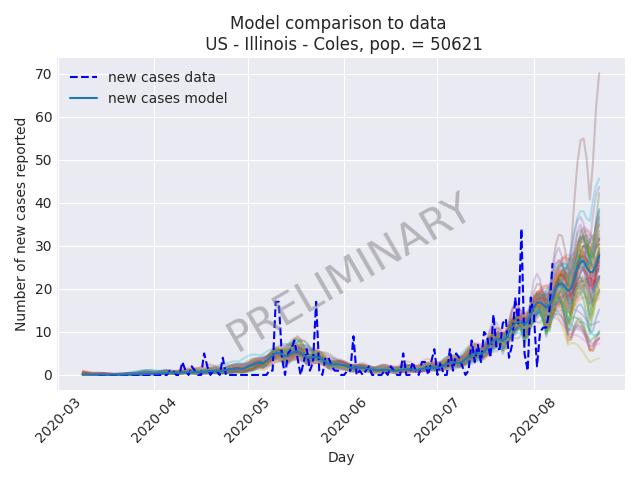 Model comparison to data
US - Illinois - Coles, pop. = 50621
new cases data
new cases model
PRELIMINARY
Number of new cases reported
70
60
50
40
30
20
10
0
2020-03
2020-04
2020-05
2020-06
2020-07
2020-08
Day